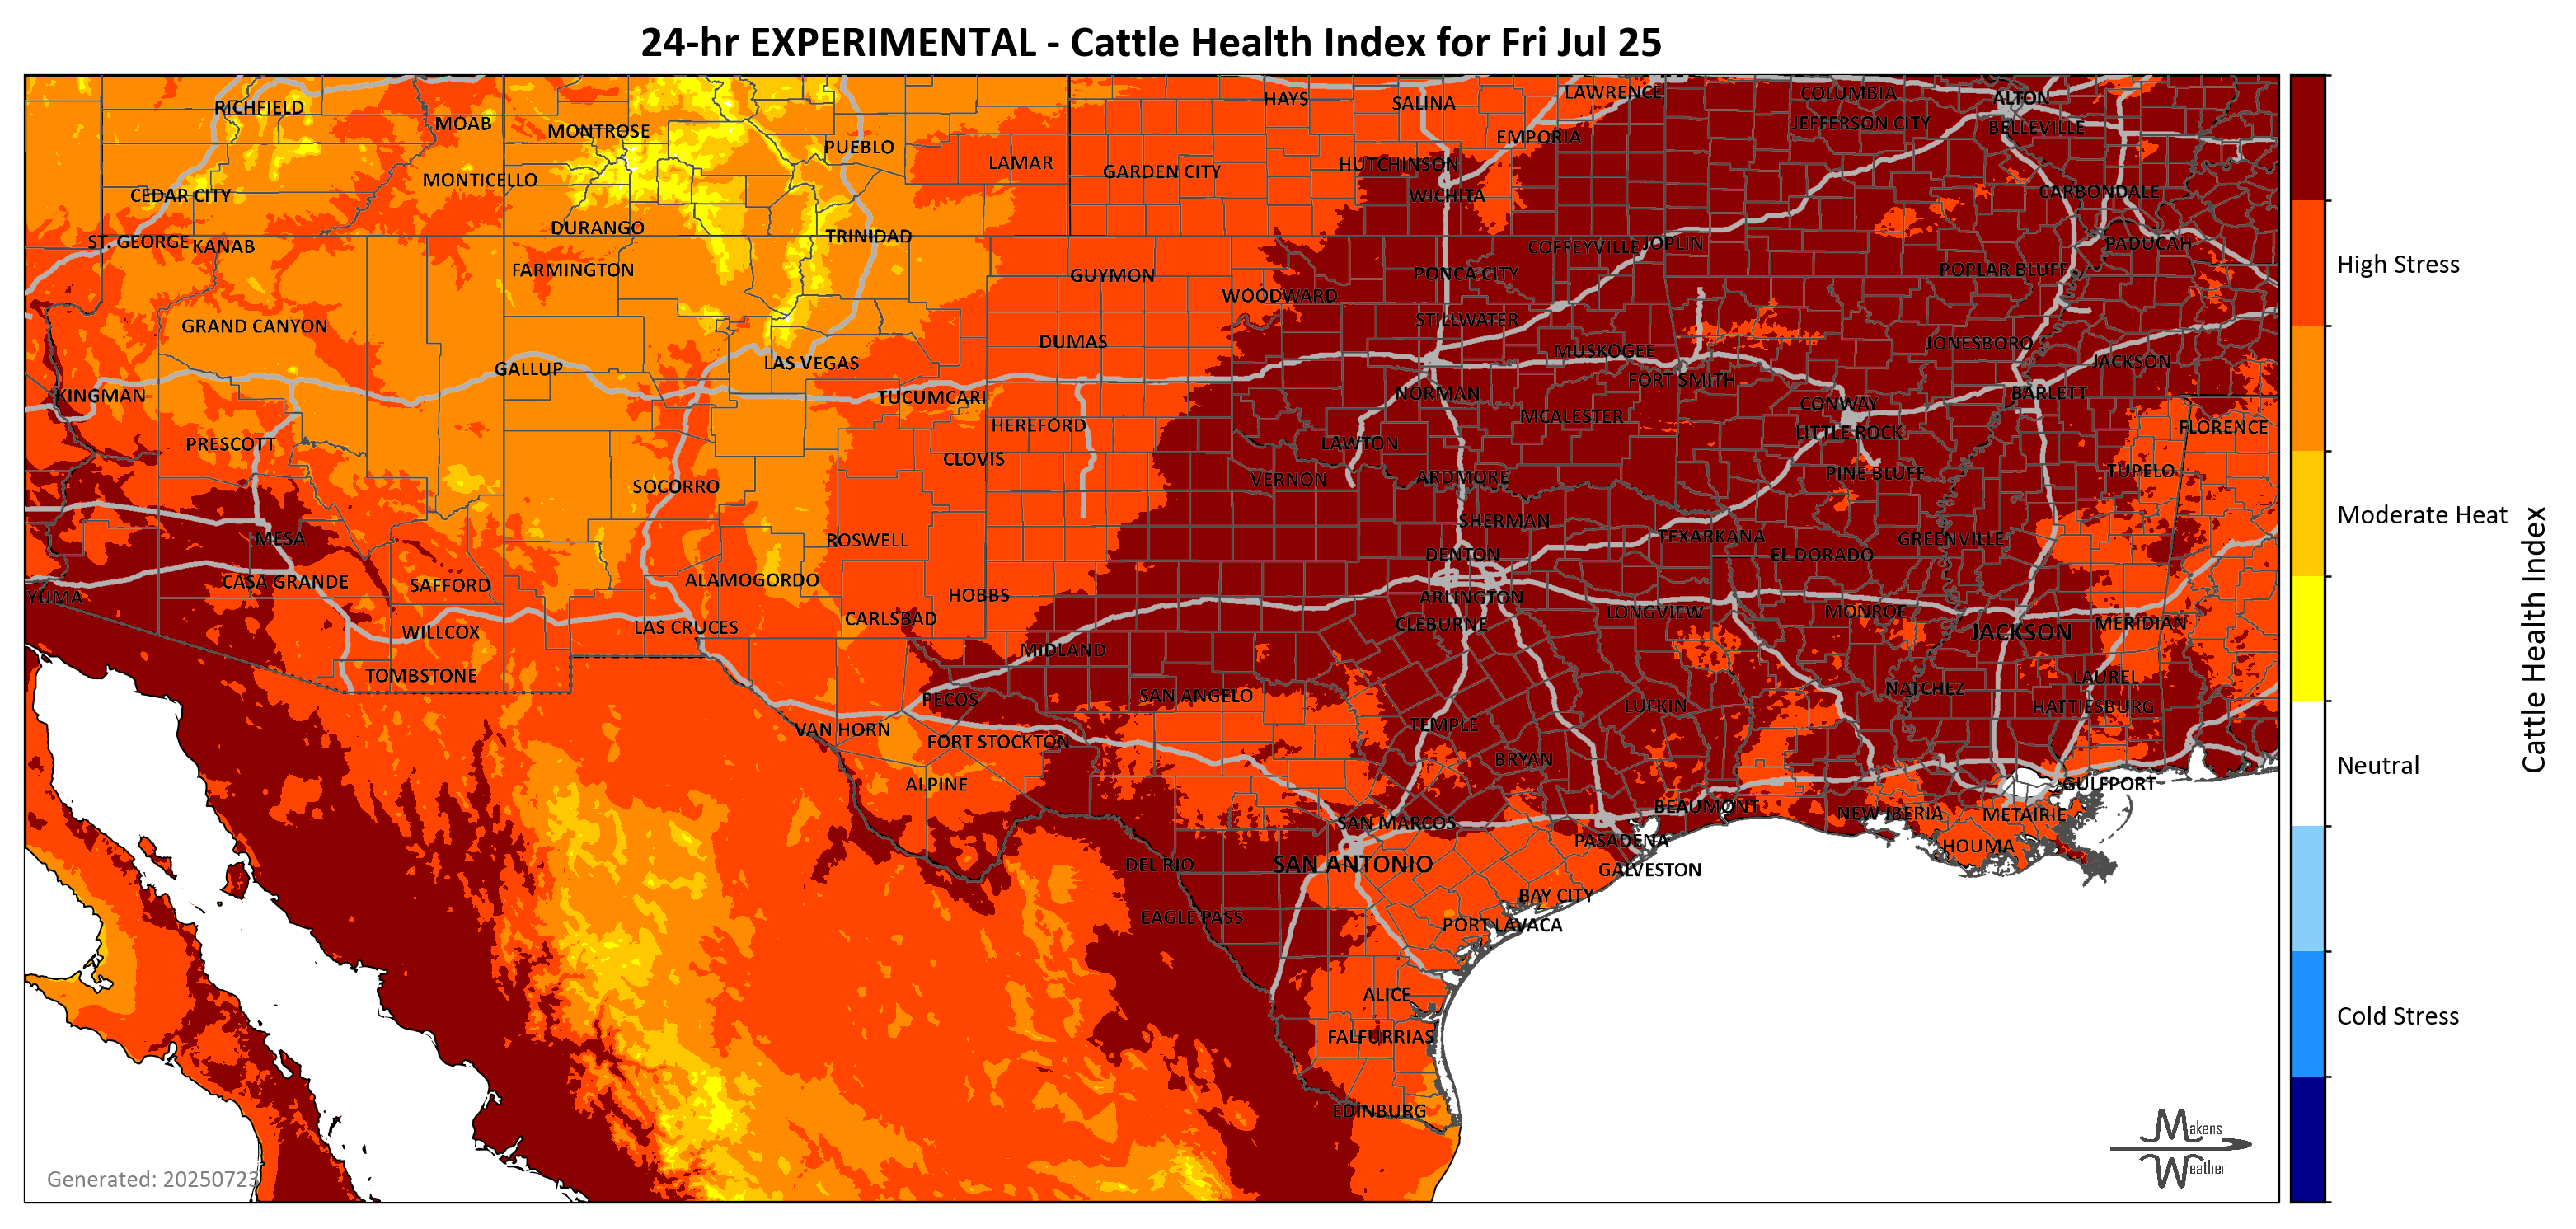 24-hr EXPERIMENTAL - Cattle Health Index for Fri Jul 25
RICHFIELD
MOAB
MONTROSE
PUEBLO
LAMAR
HAYS
SALINA
LAWRENCE
COLUMBIA
ALTON
JEFFERSON CITY
BELLEVILLE
EMPORIA
GARDEN CITY
HUTCHINSON
WICHITA
CEDAR CITY
MONTICELLO
CARBONDALE
DURANGO
TRINIDAD
ST. GEORGE
KANAB
COFFEYVILLE
JOPLIN
PADUCAH
FARMINGTON
GUYMON
PONCA CITY
POPLAR BLUFF
High Stress
WOODWARD
GRAND CANYON
DUMAS
STILLWATER
MUSKOGEE
JONESBORO
JACKSON
GALLUP
LAS VEGAS
FORT SMITH
KINGMAN
TUCUMCARI
NORMAN
BARLETT
CONWAY
MCALESTER
HEREFORD
LITTLE ROCK
FLORENCE
PRESCOTT
CLOVIS
LAWTON
VERNON
ARDMORE
PINE BLUFF
TUPELO
SOCORRO
SHERMAN
Moderate Heat
MESA
ROSWELL
DENTON
TEXARKANA
EL DORADO
GREENVILLE
CASA GRANDE
SAFFORD
ALAMOGORDO
HOBBS
YUMA
ARLINGTON
LONGVIEW
MONROE
CARLSBAD
CLEBURNE
MERIDIAN
WILLCOX
LAS CRUCES
JACKSON
MIDLAND
TOMBSTONE
LAUREL
PECOS
SAN ANGELO
NATCHEZ
LUFKIN
HATTIESBURG
VAN HORN
FORT STOCKTON
TEMPLE
BRYAN
Neutral
ALPINE
GULFPORT
BEAUMONT
NEW IBERIA
METAIRIE
SAN MARCOS
PASADENA
HOUMA
DEL RIO
SAN ANTONIO
GALVESTON
BAY CITY
EAGLE PASS
PORT LAVACA
ALICE
Cold Stress
FALFURRIAS
EDINBURG
Cattle Health Index
Makens
Weather
Generated: 20250723